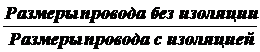 Размеры провода без изоляции
Размеры провода с изоляцией